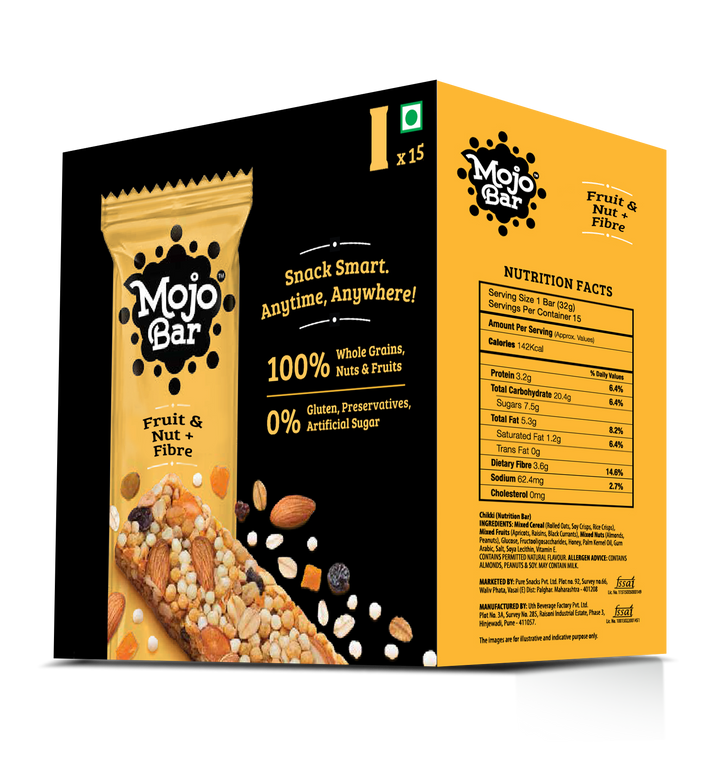 x 15
Mojo
Bar
TM
Fruit &
Nut +
Fibre
Snack Smart.
Anytime, Anywhere!
100% Whole Grains,
Nuts & Fruits
0% Gluten, Preservatives,
Artificial Sugar
Mojo
Bar
Fruit &
Nut +
Fibre
NUTRITION FACTS
Serving Size 1 Bar (32g)
Servings Per Container 15
Amount Per Serving (Approx. Values)
Calories 142Kcal
% Daily Values
Protein 3.2g 6.4%
Total Carbohydrate 20.4g 6.4%
Sugars 7.5g
Total Fat 5.3g 8.2%
Saturated Fat 1.2g 6.4%
Trans Fat 0g
Dietary Fibre 3.6g 14.6%
Sodium 62.4mg 2.7%
Cholesterol 0mg
Chikki (Nutrition Bar)
INGREDIENTS: Mixed Cereal (Rolled Oats, Soy Crisps, Rice Crisps),
Mixed Fruits (Apricots, Raisins, Black Currants), Mixed Nuts (Almonds,
Peanuts), Glucose, Fructooligosaccharides, Honey, Palm Kernel Oil, Gum
Arabic, Salt, Soya Lecithin, Vitamin E.
CONTAINS PERMITTED NATURAL FLAVOUR. ALLERGEN ADVICE: CONTAINS
ALMONDS, PEANUTS & SOY. MAY CONTAIN MILK.
MARKETED BY: Pure Snacks Pvt. Ltd. Plot no. 92, Survey no.66,
Waliv Phata, Vasai (E) Dist: Palghar. Maharashtra - 401208
fssai
Lic. No.
MANUFACTURED BY: Uth Beverage Factory Pvt. Ltd.
Plot No. 3A, Survey No. 285, Raisoni Industrial Estate, Phase 3,
Hinjewadi, Pune - 411057.
fssai
Lic. No.
The images are for illustrative and indicative purpose only.